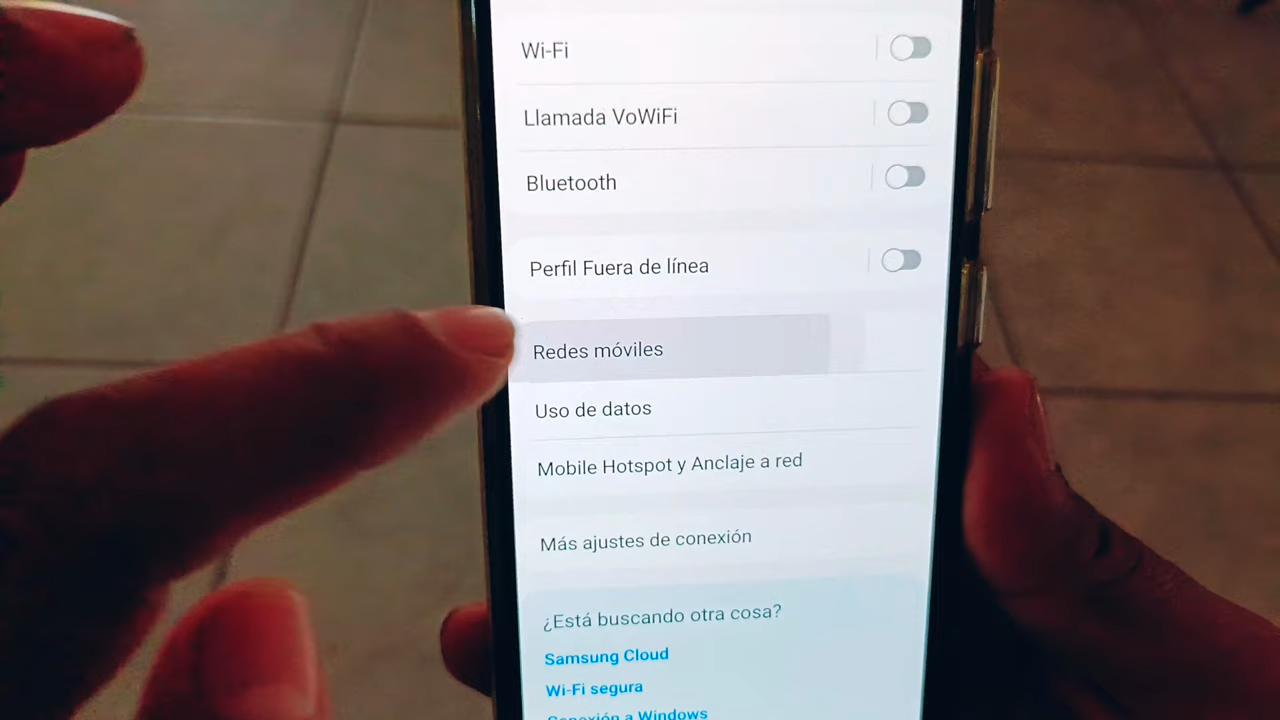 Wi-Fi
Llamada VoWiFi
Bluetooth
Perfil Fuera de línea
Redes móviles
Uso de datos
Mobile Hotspot y Anclaje a red
Más ajustes de conexión
¿Está buscando otra cosa?
Samsung Cloud
Wi-Fi segura
Conexión a Windows